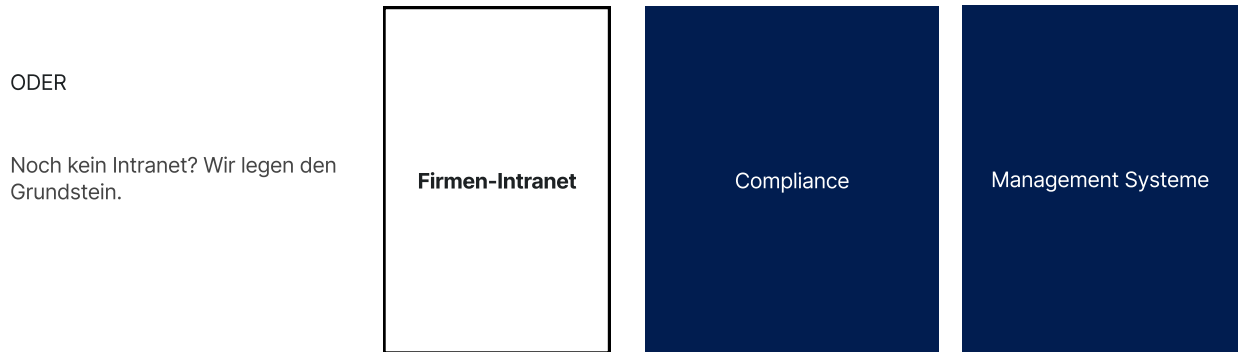 ODER
Noch kein Intranet? Wir legen den
Grundstein.
Firmen-Intranet
Compliance
Management Systeme